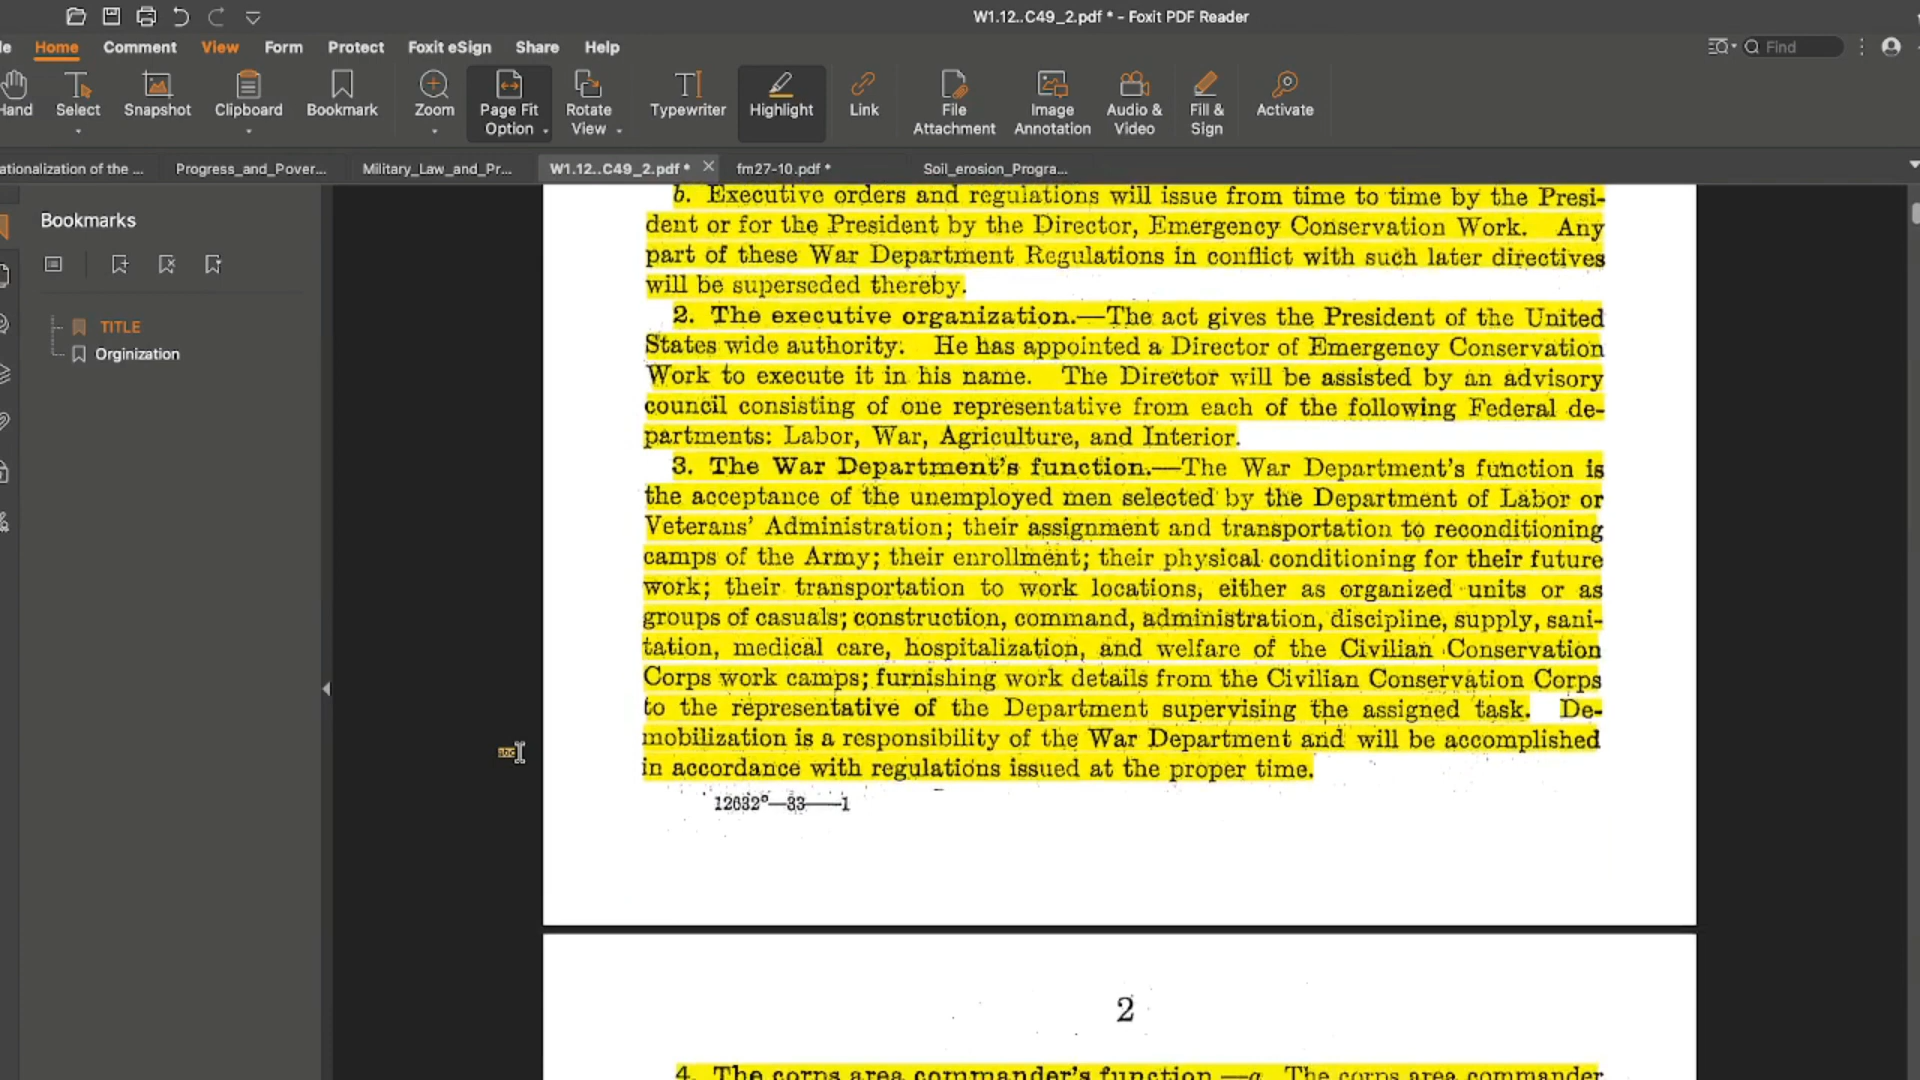 W1.12..C49_2.pdf * - Foxit PDF Reader
le Home Comment View Form Protect Foxit eSign Share Help
Find
Hand Select Snapshot Clipboard Bookmark Zoom Page Fit Option Rotate View Typewriter Highlight Link File Attachment Image Annotation Audio & Video Fill & Sign Activate
ationalization of the ... Progress_and_Pover... Military_Law_and_Pr... W1.12..C49_2.pdf * fm27-10.pdf * Soil_erosion_Progra...
Bookmarks
TITLE
Orginization
b. Executive orders and regulations will issue from time to time by the Presi-
dent or for the President by the Director, Emergency Conservation Work. Any
part of these War Department Regulations in conflict with such later directives
will be superseded thereby.
2. The executive organization.—The act gives the President of the United
States wide authority. He has appointed a Director of Emergency Conservation
Work to execute it in his name. The Director will be assisted by an advisory
council consisting of one representative from each of the following Federal de-
partments: Labor, War, Agriculture, and Interior.
3. The War Department's function.—The War Department's function is
the acceptance of the unemployed men selected by the Department of Labor or
Veterans' Administration; their assignment and transportation to reconditioning
camps of the Army; their enrollment; their physical conditioning for their future
work; their transportation to work locations, either as organized units or as
groups of casuals; construction, command, administration, discipline, supply, sani-
tation, medical care, hospitalization, and welfare of the Civilian Conservation
Corps work camps; furnishing work details from the Civilian Conservation Corps
to the representative of the Department supervising the assigned task. De-
mobilization is a responsibility of the War Department and will be accomplished
in accordance with regulations issued at the proper time.
12632°—33——1
2
4. The corps area commander's function.—a. The corps area commander